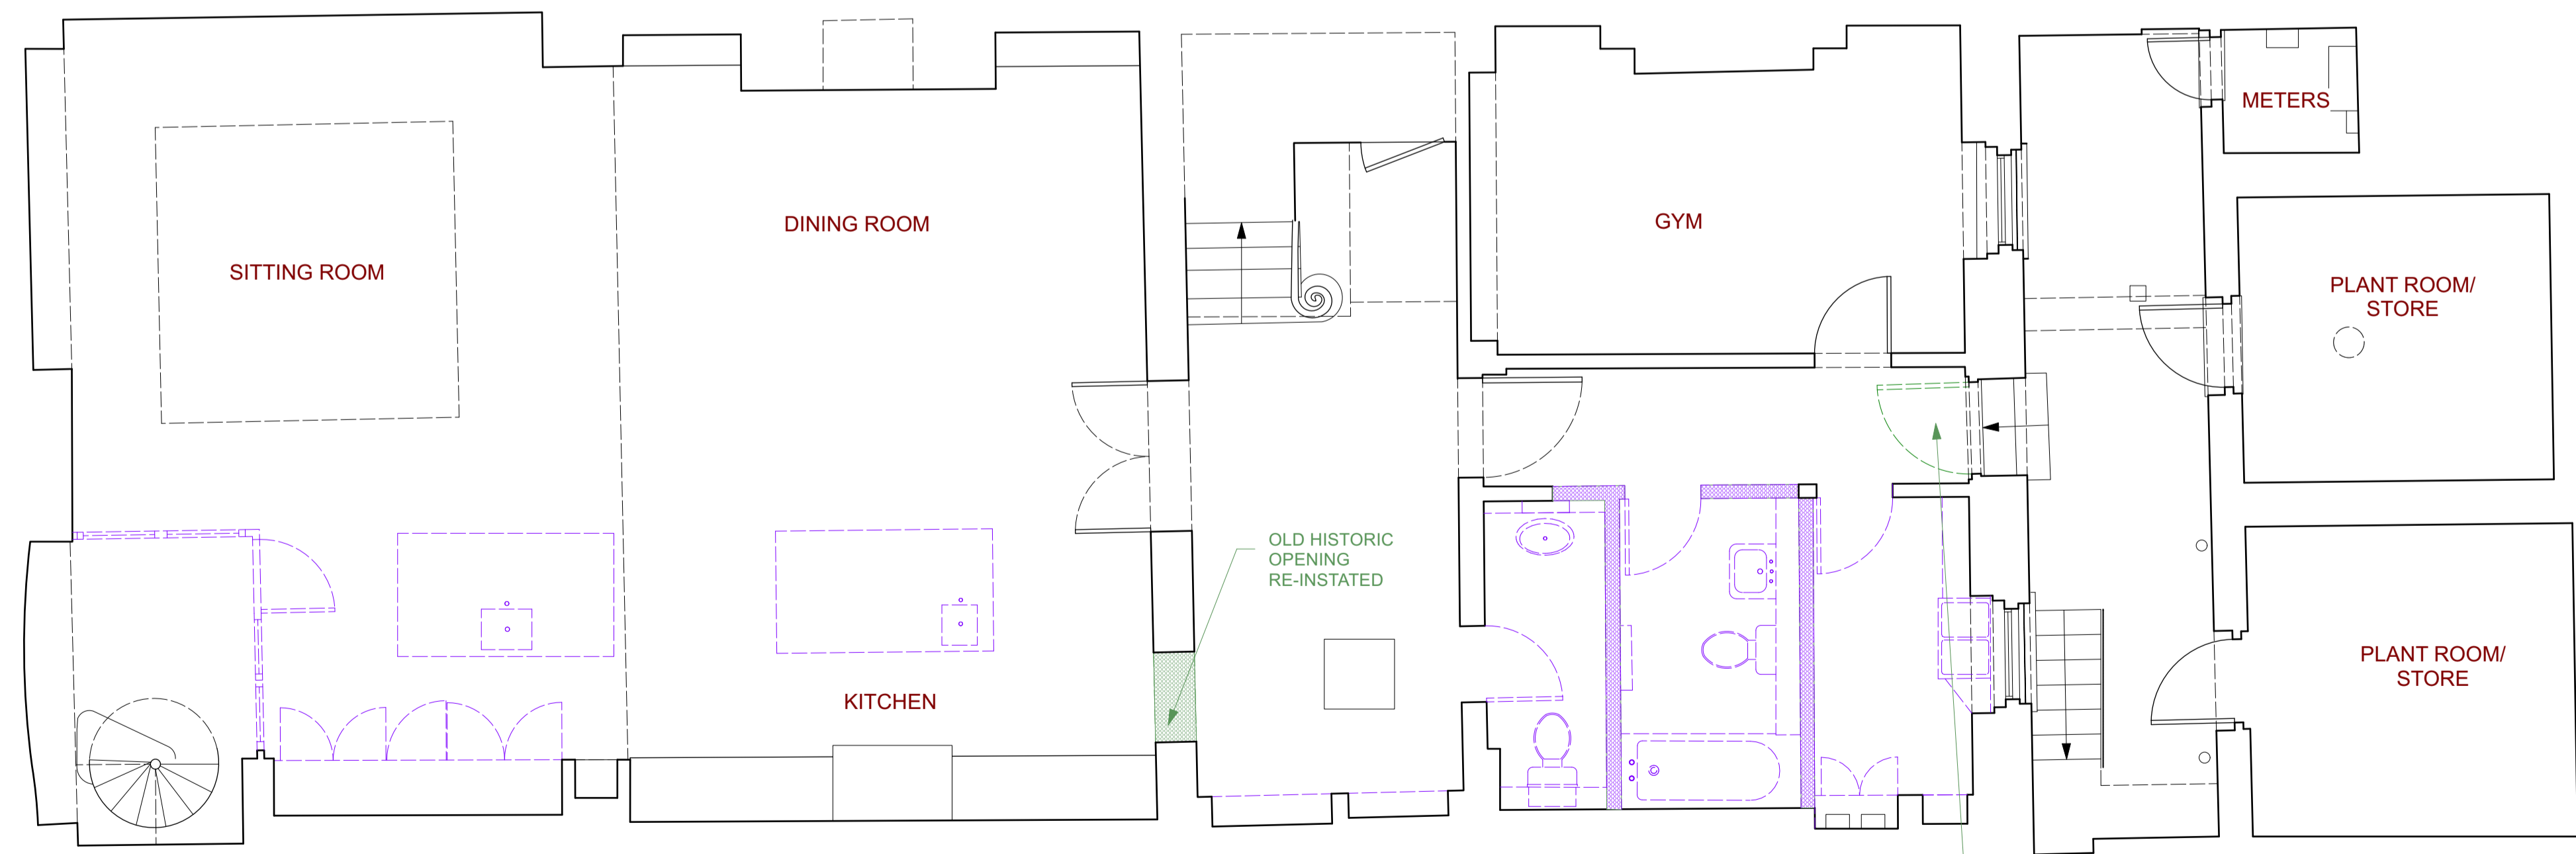 METERS
DINING ROOM
GYM
SITTING ROOM
PLANT ROOM/
STORE
OLD HISTORIC
OPENING
RE-INSTATED
PLANT ROOM/
STORE
KITCHEN